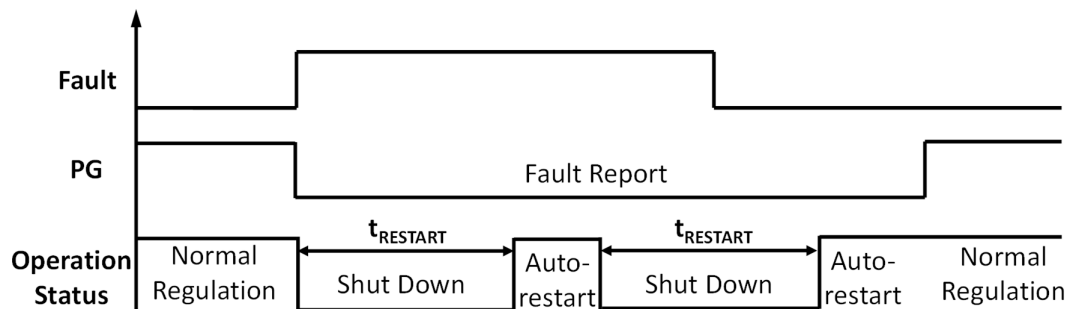 Fault
PG
Fault Report
tRESTART
tRESTART
Operation
Status
Normal
Regulation
Shut Down
Auto-
restart
Shut Down
Auto-
restart
Normal
Regulation